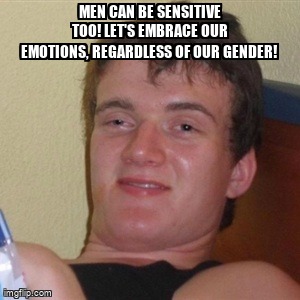 MEN CAN BE SENSITIVE
TOO! LET'S EMBRACE OUR
EMOTIONS, REGARDLESS OF OUR GENDER!
imgflip.com